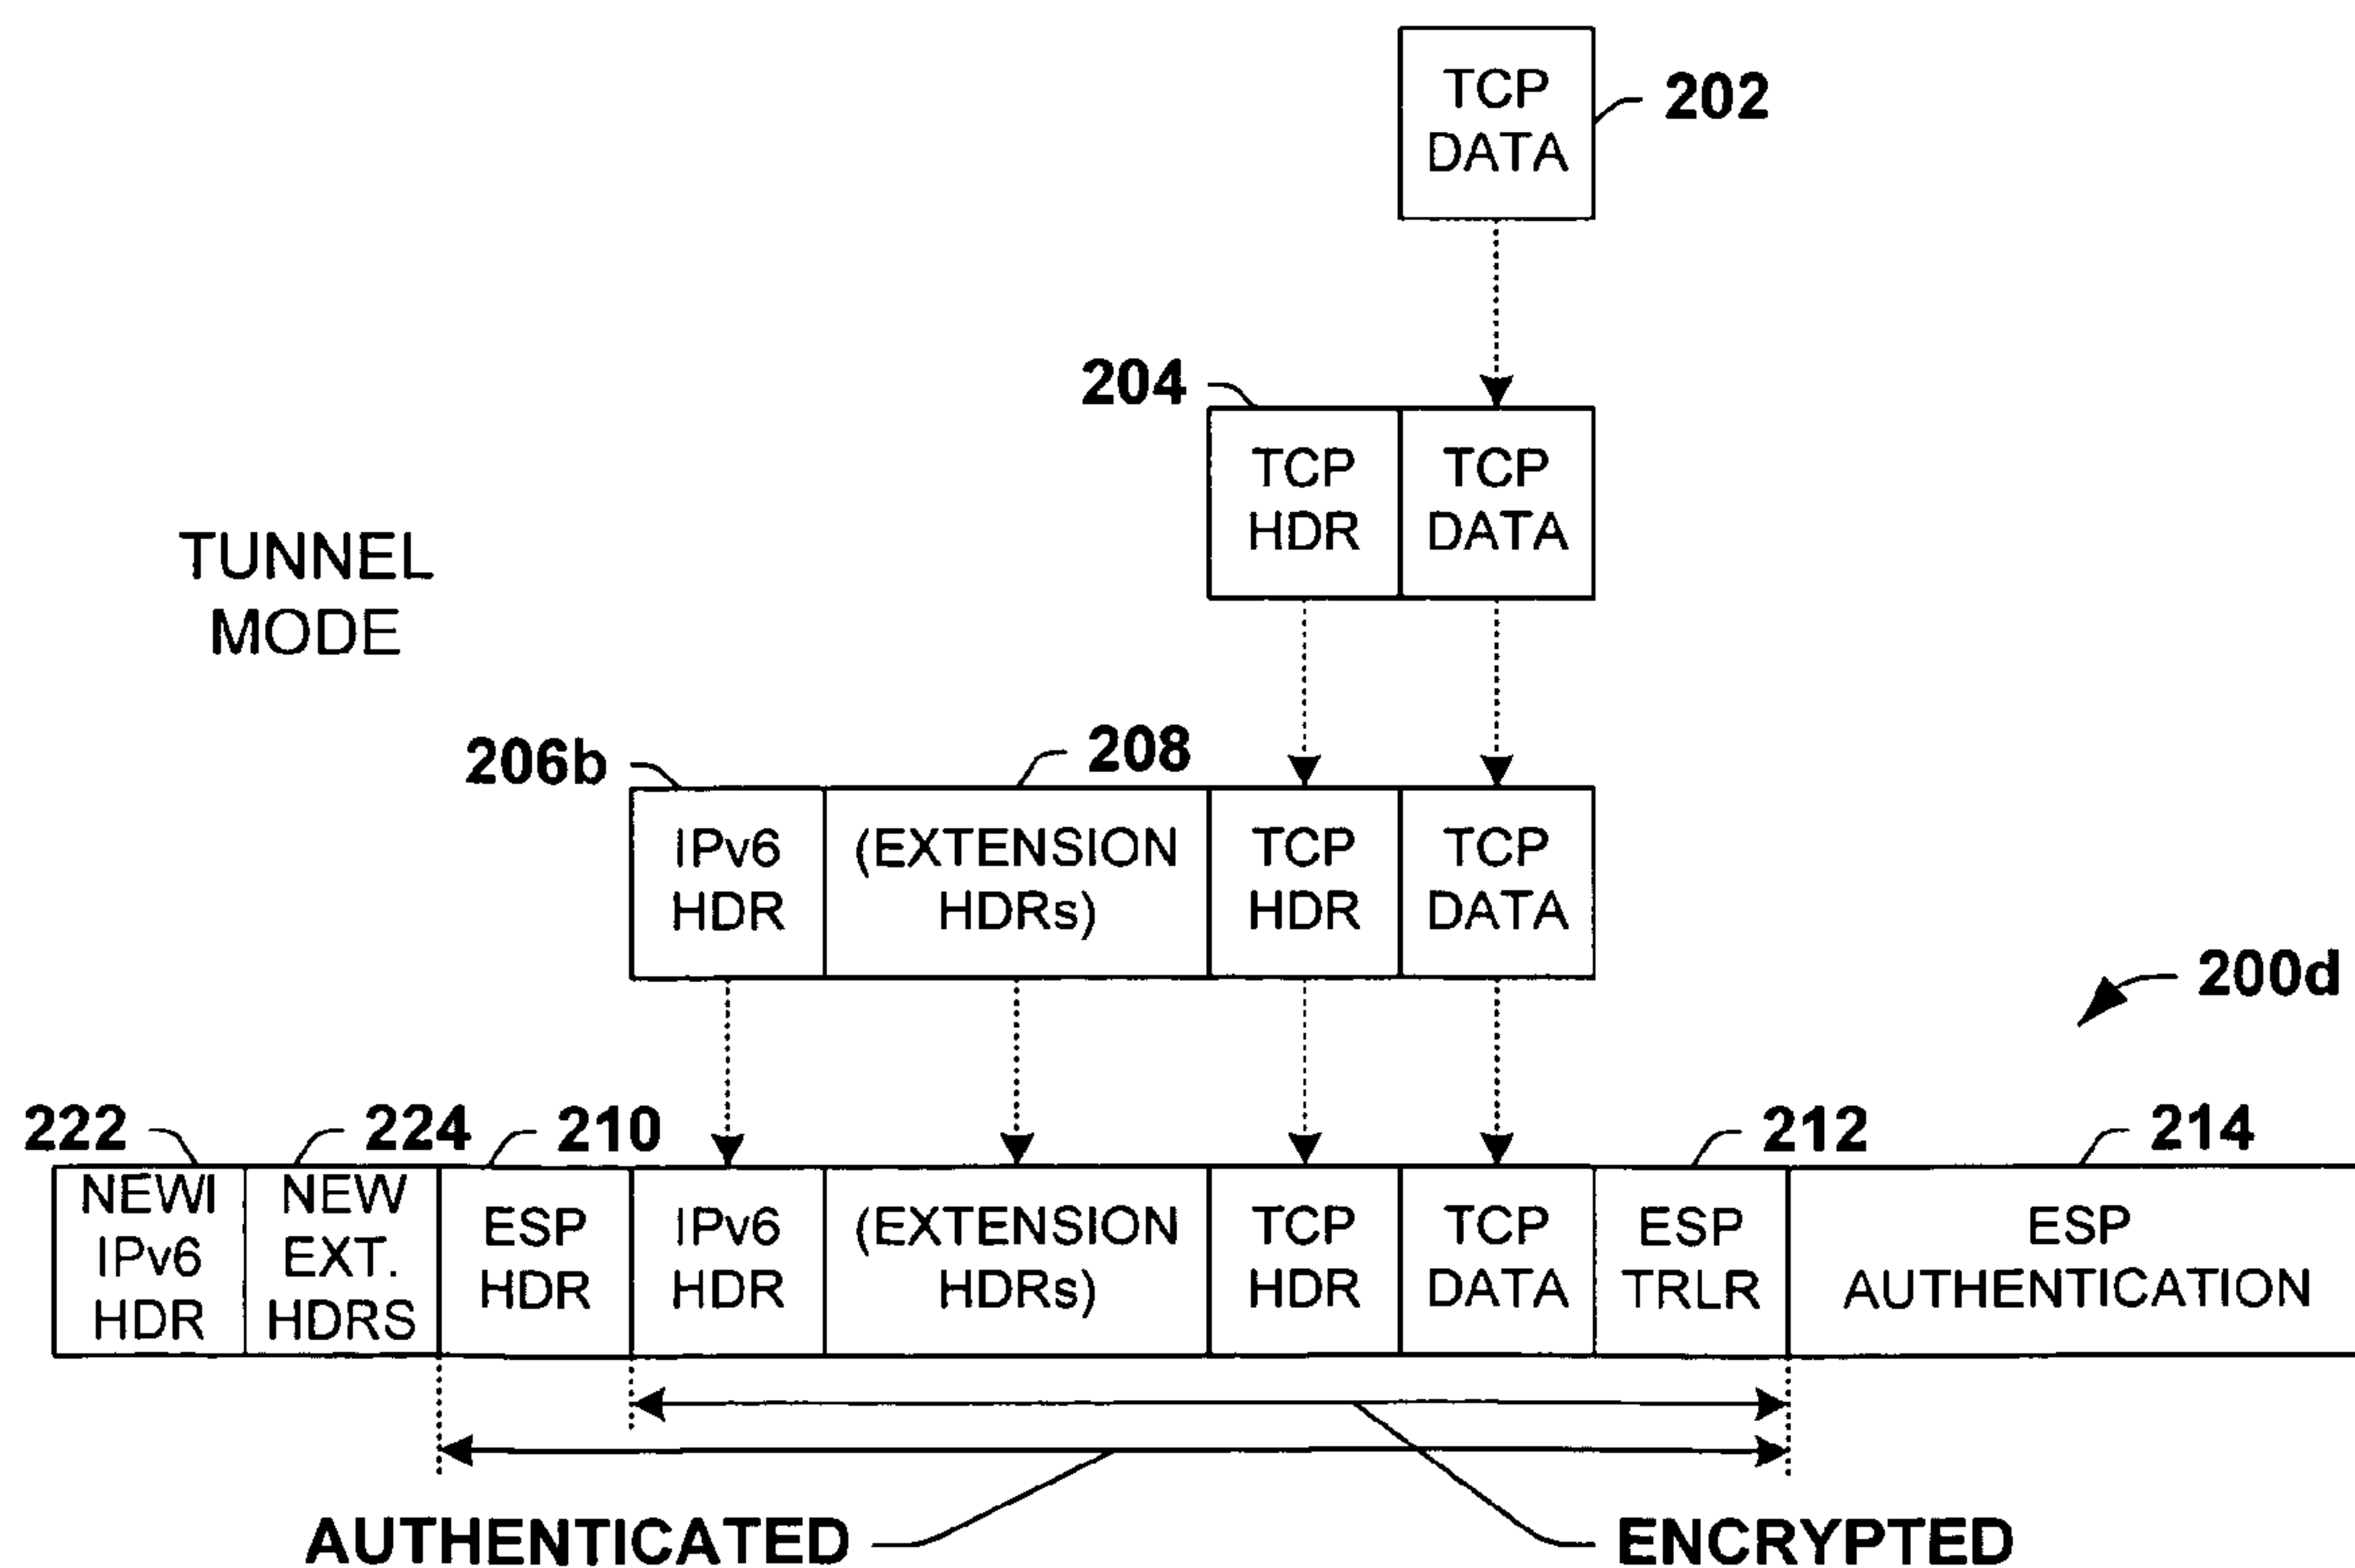 TCP
DATA
202
204
TCP
HDR
TCP
DATA
TUNNEL
MODE
206b
208
IPv6
HDR
(EXTENSION
HDRs)
TCP
HDR
TCP
DATA
200d
222
224
210
212
214
NEWI
IPv6
HDR
NEW
EXT.
HDRS
ESP
HDR
IPv6
HDR
(EXTENSION
HDRs)
TCP
HDR
TCP
DATA
ESP
TRLR
ESP
AUTHENTICATION
AUTHENTICATED
ENCRYPTED